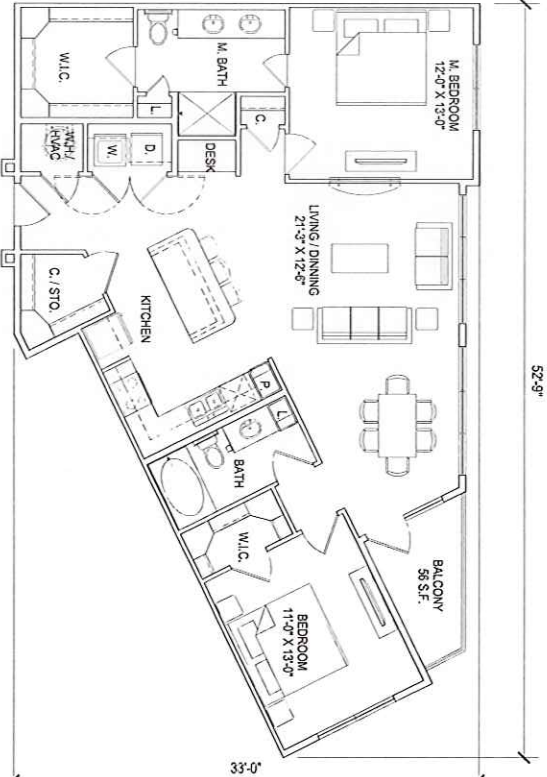 M. BEDROOM
12'-0" X 13'-0"
M. BATH
W.I.C.
L.
C.
W.H./
HVAC
W.
D.
DESK
LIVING / DINNING
21'-3" X 12'-6"
C. / STO.
KITCHEN
P
L.
BATH
W.I.C.
BEDROOM
11'-0" X 13'-0"
BALCONY
56 S.F.
52'-9"
33'-0"